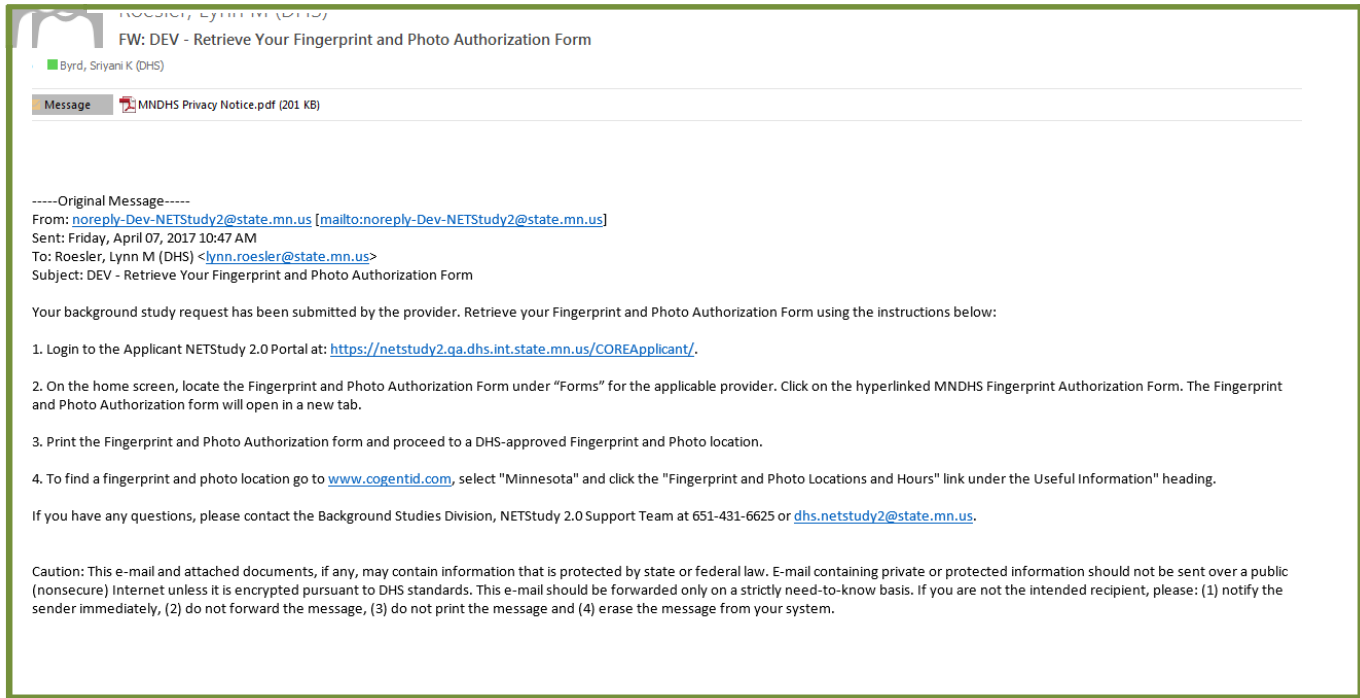 Roesler, Lynn M (DHS)
FW: DEV - Retrieve Your Fingerprint and Photo Authorization Form
Byrd, Sriyani K (DHS)
Message MNDHS Privacy Notice.pdf (201 KB)
-----Original Message-----
From: noreply-Dev-NETStudy2@state.mn.us [mailto:noreply-Dev-NETStudy2@state.mn.us]
Sent: Friday, April 07, 2017 10:47 AM
To: Roesler, Lynn M (DHS) <lynn.roesler@state.mn.us>
Subject: DEV - Retrieve Your Fingerprint and Photo Authorization Form
Your background study request has been submitted by the provider. Retrieve your Fingerprint and Photo Authorization Form using the instructions below:
1. Login to the Applicant NETStudy 2.0 Portal at: https://netstudy2.qa.dhs.int.state.mn.us/COREApplicant/.
2. On the home screen, locate the Fingerprint and Photo Authorization Form under “Forms” for the applicable provider. Click on the hyperlinked MNDHS Fingerprint Authorization Form. The Fingerprint
and Photo Authorization form will open in a new tab.
3. Print the Fingerprint and Photo Authorization form and proceed to a DHS-approved Fingerprint and Photo location.
4. To find a fingerprint and photo location go to www.cogentid.com, select "Minnesota" and click the "Fingerprint and Photo Locations and Hours" link under the Useful Information" heading.
If you have any questions, please contact the Background Studies Division, NETStudy 2.0 Support Team at 651-431-6625 or dhs.netstudy2@state.mn.us.
Caution: This e-mail and attached documents, if any, may contain information that is protected by state or federal law. E-mail containing private or protected information should not be sent over a public
(nonsecure) Internet unless it is encrypted pursuant to DHS standards. This e-mail should be forwarded only on a strictly need-to-know basis. If you are not the intended recipient, please: (1) notify the
sender immediately, (2) do not forward the message, (3) do not print the message and (4) erase the message from your system.